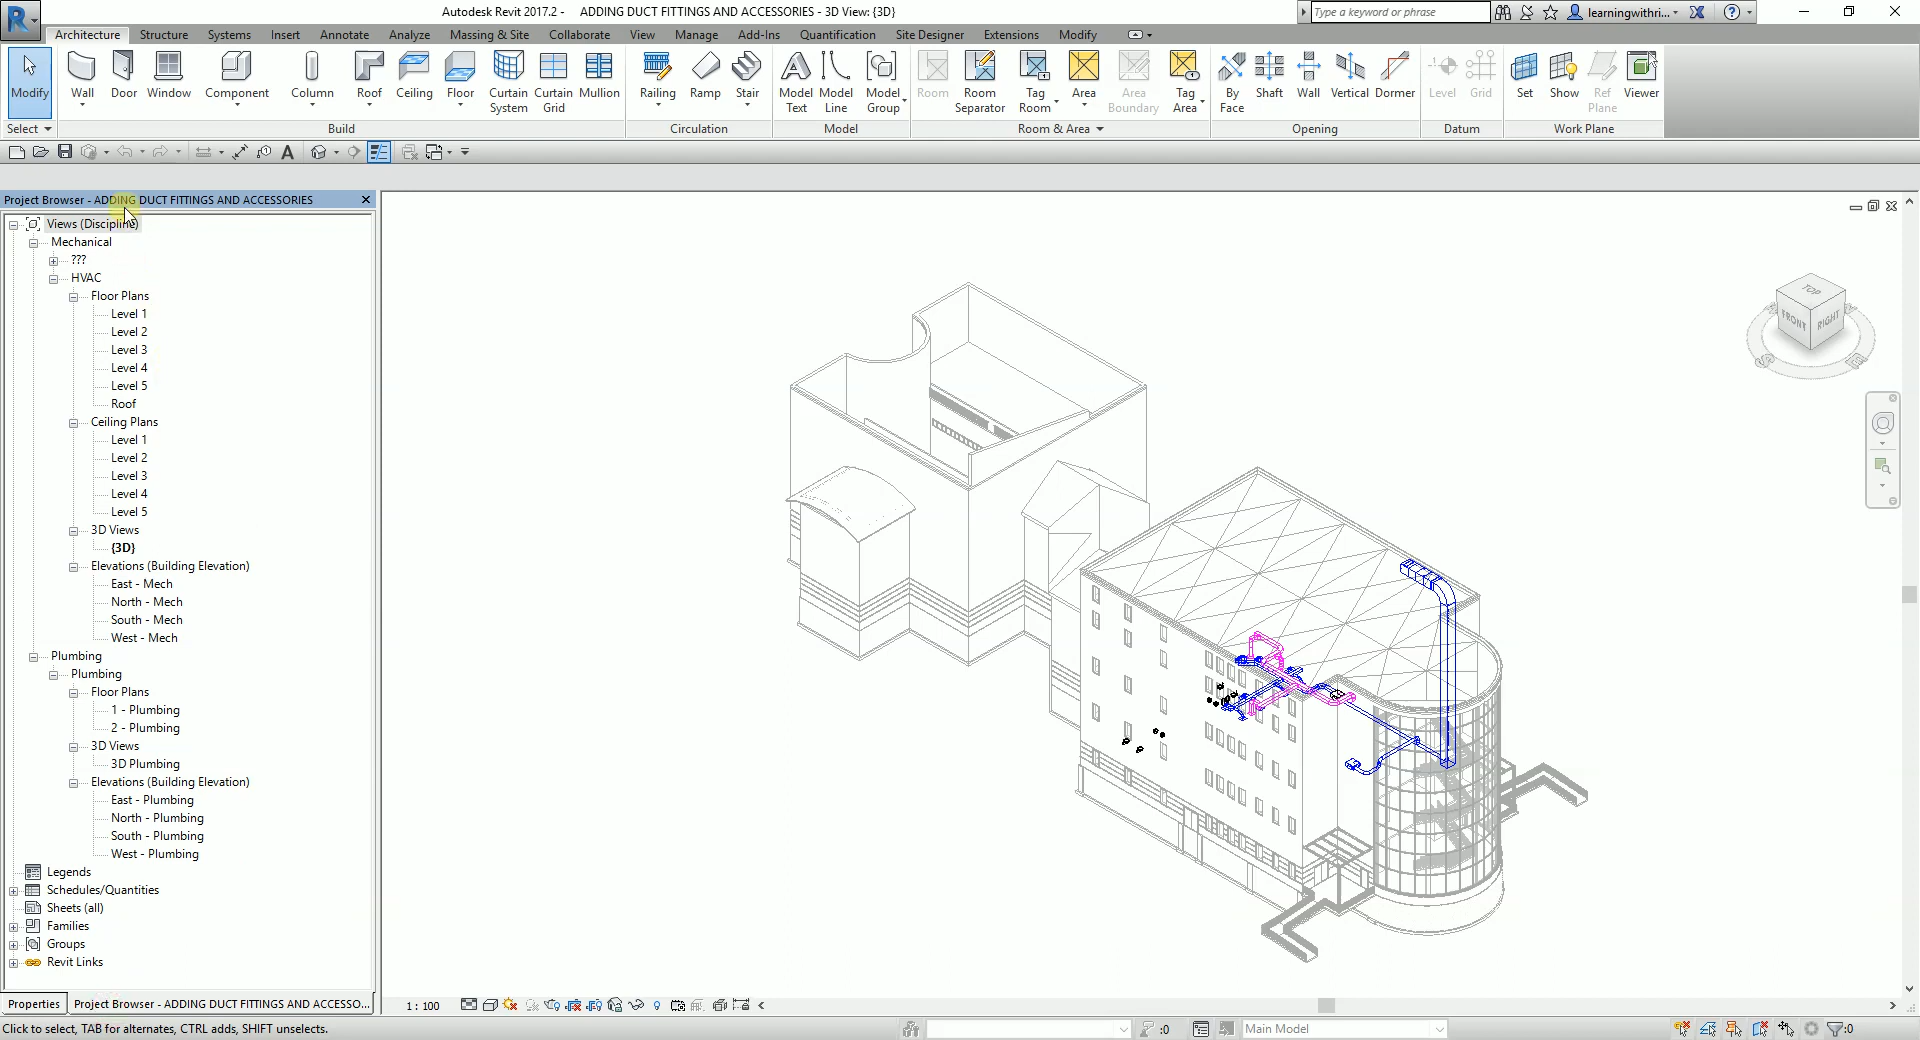 Autodesk Revit 2017.2 - ADDING DUCT FITTINGS AND ACCESSORIES - 3D View: {3D}
Type a keyword or phrase
learningwithri...
Architecture Structure Systems Insert Annotate Analyze Massing & Site Collaborate View Manage Add-Ins Quantification Site Designer Extensions Modify
Modify Wall Door Window Component Column Roof Ceiling Floor Curtain System Curtain Grid Mullion Railing Ramp Stair Model Text Model Line Model Group Room Room Separator Tag Room Area Area Boundary Tag Area By Face Shaft Wall Vertical Dormer Level Grid Set Show Ref Plane Viewer
Select Build Circulation Model Room & Area Opening Datum Work Plane
Project Browser - ADDING DUCT FITTINGS AND ACCESSORIES
Views (Discipline)
Mechanical
???
HVAC
Floor Plans
Level 1
Level 2
Level 3
Level 4
Level 5
Roof
Ceiling Plans
Level 1
Level 2
Level 3
Level 4
Level 5
3D Views
{3D}
Elevations (Building Elevation)
East - Mech
North - Mech
South - Mech
West - Mech
Plumbing
Plumbing
Floor Plans
1 - Plumbing
2 - Plumbing
3D Views
3D Plumbing
Elevations (Building Elevation)
East - Plumbing
North - Plumbing
South - Plumbing
West - Plumbing
Legends
Schedules/Quantities
Sheets (all)
Families
Groups
Revit Links
TOP
FRONT
RIGHT
S
E
Properties
Project Browser - ADDING DUCT FITTINGS AND ACCESSO...
1 : 100
Click to select, TAB for alternates, CTRL adds, SHIFT unselects.
:0
Main Model
:0